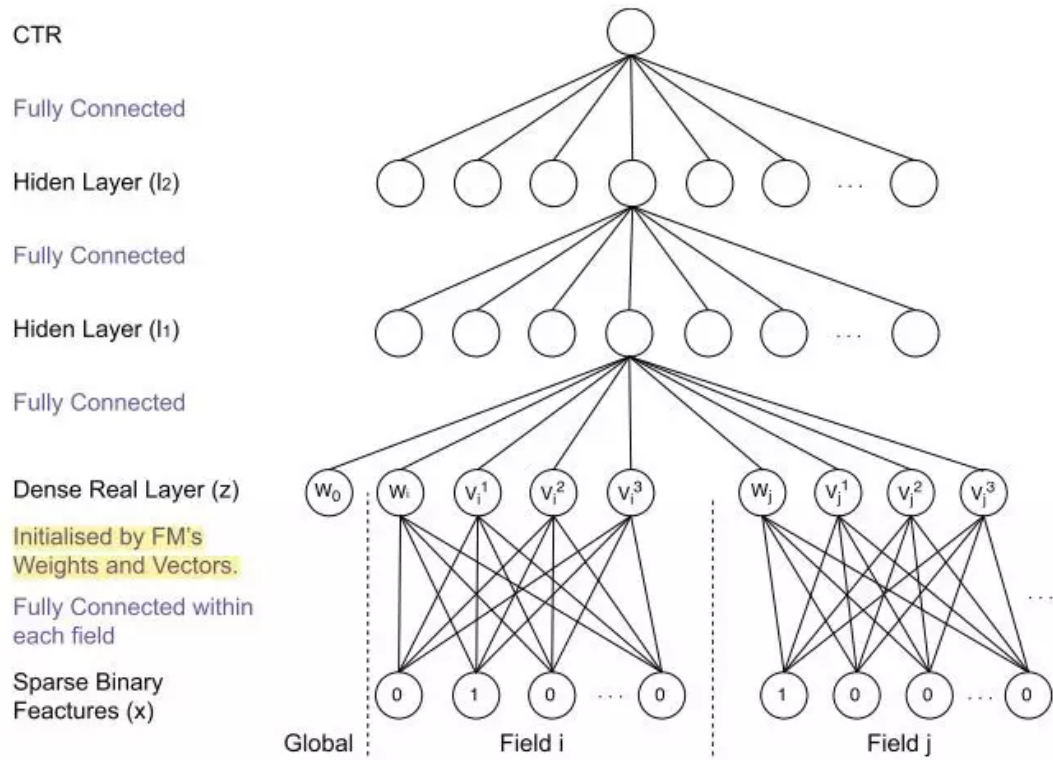 CTR
Fully Connected
Hiden Layer (l2)
. . .
Fully Connected
Hiden Layer (l1)
. . .
Fully Connected
Dense Real Layer (z)
W0 Wi Vi1 Vi2 Vi3 Wj Vj1 Vj2 Vj3
Initialised by FM's
Weights and Vectors.
Fully Connected within
each field
. . .
Sparse Binary
Feactures (x)
0 1 0 . . . 0 1 0 0 . . . 0
Global Field i Field j